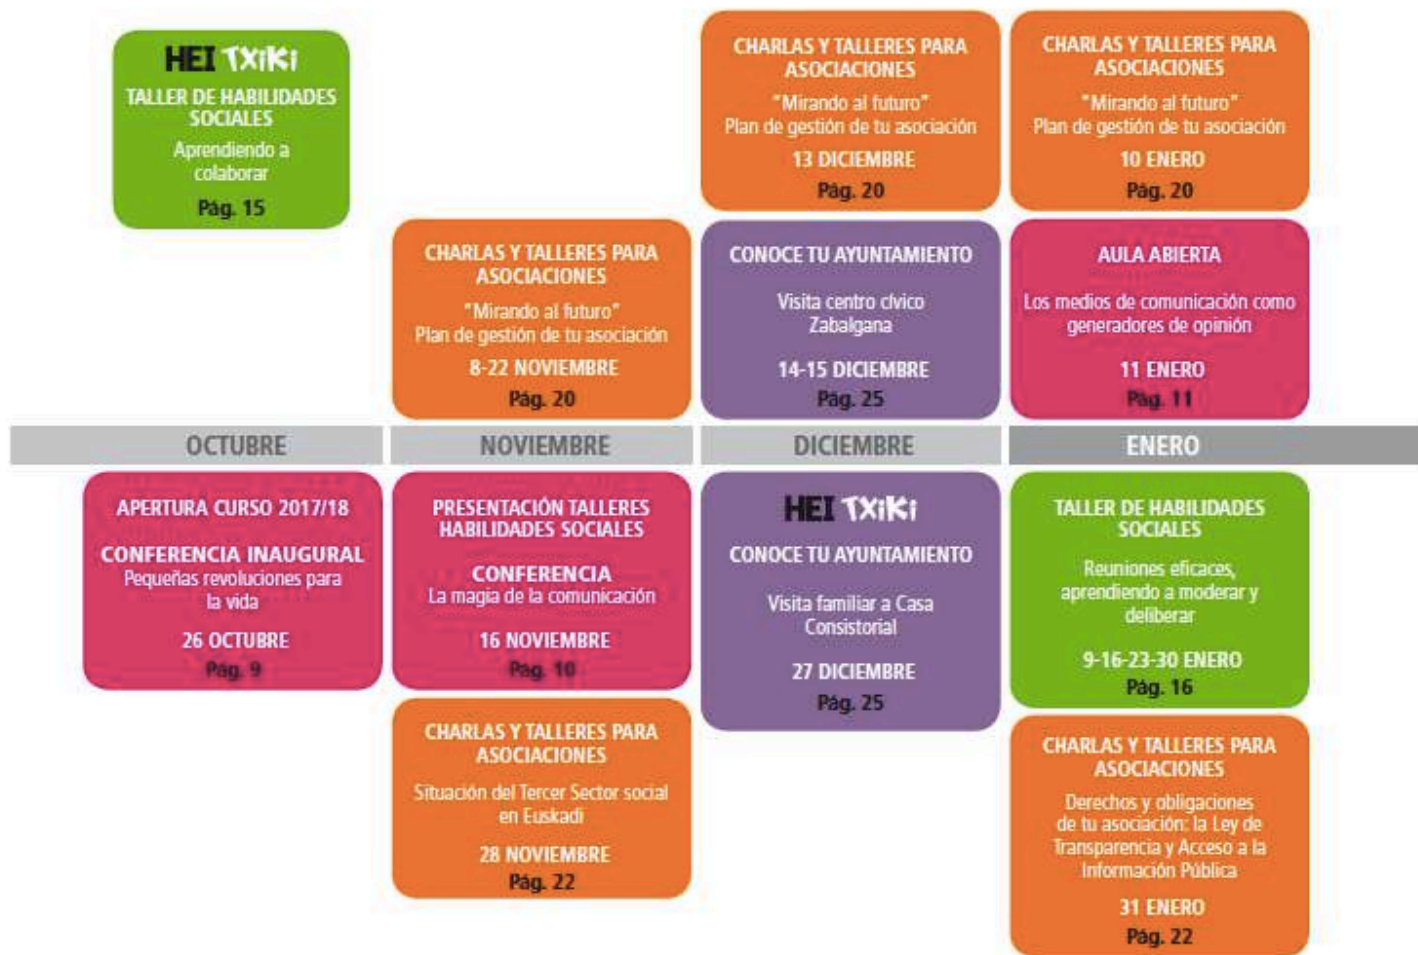 HEI TXiKi
TALLER DE HABILIDADES
SOCIALES
Aprendiendo a
colaborar
Pág. 15
CHARLAS Y TALLERES PARA
ASOCIACIONES
"Mirando al futuro"
Plan de gestión de tu asociación
13 DICIEMBRE
Pág. 20
CHARLAS Y TALLERES PARA
ASOCIACIONES
"Mirando al futuro"
Plan de gestión de tu asociación
10 ENERO
Pág. 20
CHARLAS Y TALLERES PARA
ASOCIACIONES
"Mirando al futuro"
Plan de gestión de tu asociación
8-22 NOVIEMBRE
Pág. 20
CONOCE TU AYUNTAMIENTO
Visita centro cívico
Zabalgana
14-15 DICIEMBRE
Pág. 25
AULA ABIERTA
Los medios de comunicación como
generadores de opinión
11 ENERO
Pág. 11
OCTUBRE
NOVIEMBRE
DICIEMBRE
ENERO
APERTURA CURSO 2017/18
CONFERENCIA INAUGURAL
Pequeñas revoluciones para
la vida
26 OCTUBRE
Pág. 9
PRESENTACIÓN TALLERES
HABILIDADES SOCIALES
CONFERENCIA
La magia de la comunicación
16 NOVIEMBRE
Pág. 10
HEI TXiKi
CONOCE TU AYUNTAMIENTO
Visita familiar a Casa
Consistorial
27 DICIEMBRE
Pág. 25
TALLER DE HABILIDADES
SOCIALES
Reuniones eficaces,
aprendiendo a moderar y
deliberar
9-16-23-30 ENERO
Pág. 16
CHARLAS Y TALLERES PARA
ASOCIACIONES
Situación del Tercer Sector social
en Euskadi
28 NOVIEMBRE
Pág. 22
CHARLAS Y TALLERES PARA
ASOCIACIONES
Derechos y obligaciones
de tu asociación: la Ley de
Transparencia y Acceso a la
Información Pública
31 ENERO
Pág. 22